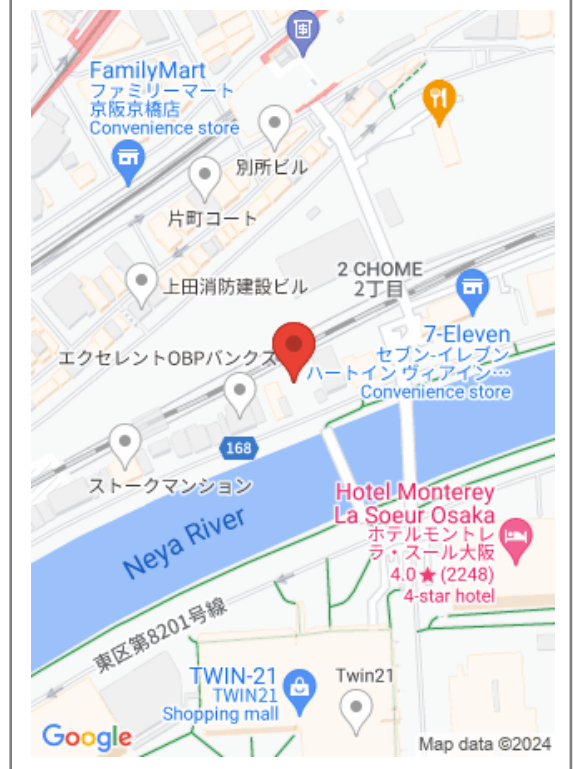 FamilyMart
ファミリーマート
京阪京橋店
Convenience store
別所ビル
片町コート
2 CHOME
2丁目
上田消防建設ビル
7-Eleven
セブン-イレブン
ハートイン ヴィアイン…
Convenience store
エクセレントOBPバンクス
168
ストークマンション
Neya River
Hotel Monterey
La Soeur Osaka
ホテルモントレ
ラ・スール大阪
4.0★(2248)
4-star hotel
東区第8201号線
TWIN-21
TWIN21
Shopping mall
Twin21
Google
Map data ©2024